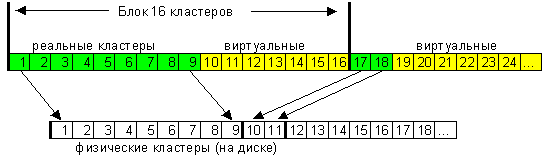 Блок 16 кластеров
реальные кластеры виртуальные виртуальные
1 2 3 4 5 6 7 8 9 10 11 12 13 14 15 16 17 18 19 20 21 22 23 24 ...
1 2 3 4 5 6 7 8 9 10 11 12 13 14 15 16 17 18 ...
физические кластеры (на диске)